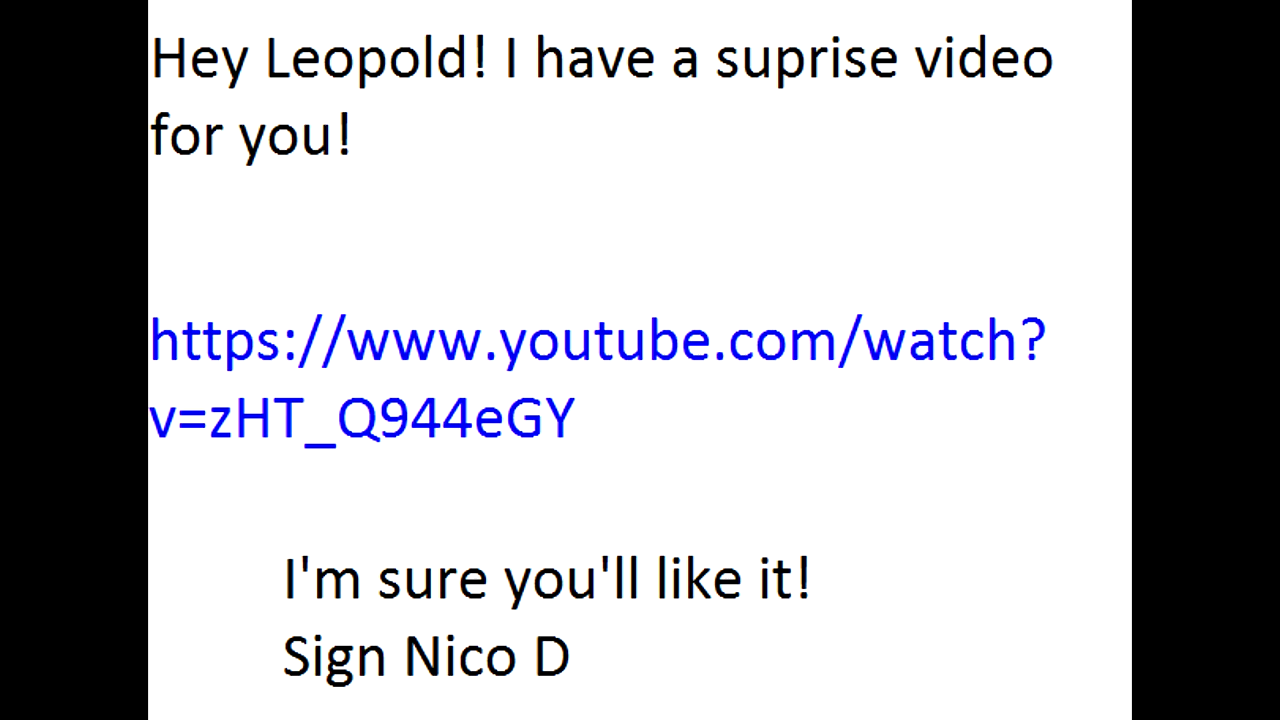 Hey Leopold! I have a suprise video
for you!
https://www.youtube.com/watch?
v=zHT_Q944eGY
I'm sure you'll like it!
Sign Nico D